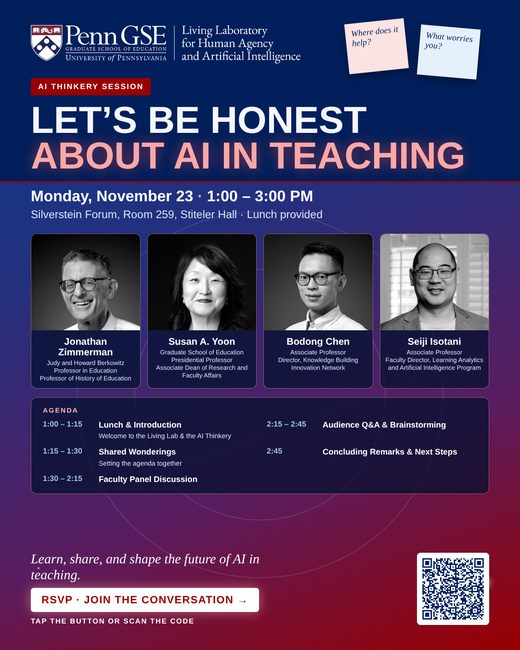 Penn GSE
GRADUATE SCHOOL OF EDUCATION
UNIVERSITY of PENNSYLVANIA
Living Laboratory
for Human Agency
and Artificial Intelligence
Where does it
help?
What worries
you?
AI THINKERY SESSION
LET'S BE HONEST
ABOUT AI IN TEACHING
Monday, November 23 · 1:00 – 3:00 PM
Silverstein Forum, Room 259, Stiteler Hall · Lunch provided
Jonathan
Zimmerman
Judy and Howard Berkowitz
Professor in Education
Professor of History of Education
Susan A. Yoon
Graduate School of Education
Presidential Professor
Associate Dean of Research and
Faculty Affairs
Bodong Chen
Associate Professor
Director, Knowledge Building
Innovation Network
Seiji Isotani
Associate Professor
Faculty Director, Learning Analytics
and Artificial Intelligence Program
AGENDA
1:00 – 1:15 Lunch & Introduction
Welcome to the Living Lab & the AI Thinkery
1:15 – 1:30 Shared Wonderings
Setting the agenda together
1:30 – 2:15 Faculty Panel Discussion
2:15 – 2:45 Audience Q&A & Brainstorming
2:45 Concluding Remarks & Next Steps
Learn, share, and shape the future of AI in
teaching.
RSVP · JOIN THE CONVERSATION →
TAP THE BUTTON OR SCAN THE CODE